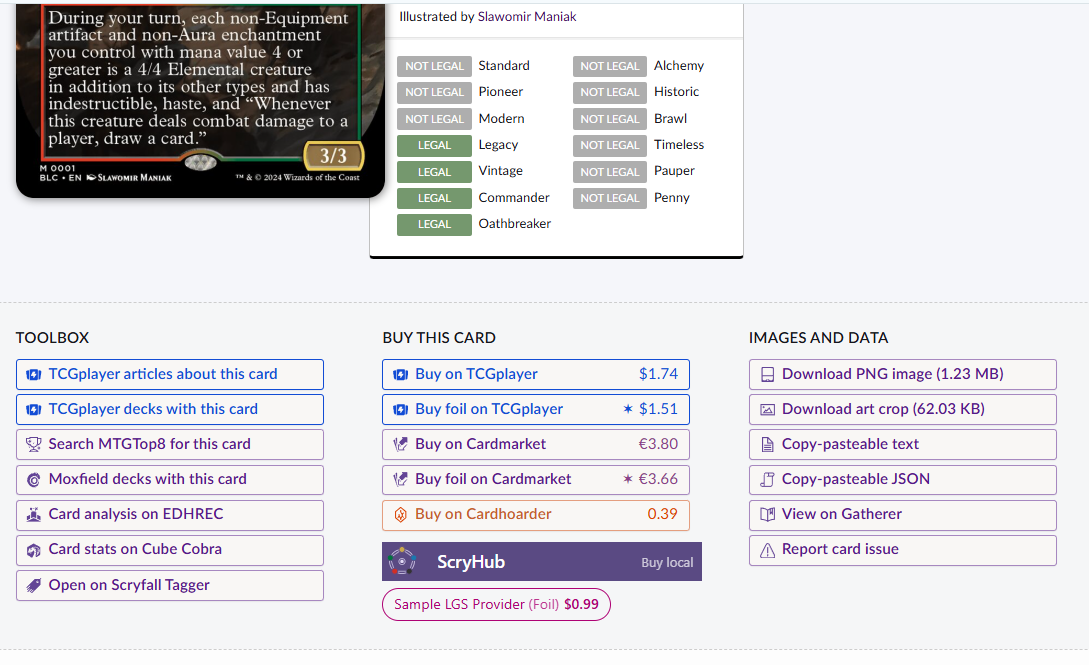 During your turn, each non-Equipment
artifact and non-Aura enchantment
you control with mana value 4 or
greater is a 4/4 Elemental creature
in addition to its other types and has
indestructible, haste, and “Whenever
this creature deals combat damage to a
player, draw a card.”
3/3
M 0001
BLC • EN Slawomir Maniak
™ & © 2024 Wizards of the Coast
Illustrated by Slawomir Maniak
NOT LEGAL Standard NOT LEGAL Alchemy
NOT LEGAL Pioneer NOT LEGAL Historic
NOT LEGAL Modern NOT LEGAL Brawl
LEGAL Legacy NOT LEGAL Timeless
LEGAL Vintage NOT LEGAL Pauper
LEGAL Commander NOT LEGAL Penny
LEGAL Oathbreaker
TOOLBOX
TCGplayer articles about this card
TCGplayer decks with this card
Search MTGTop8 for this card
Moxfield decks with this card
Card analysis on EDHREC
Card stats on Cube Cobra
Open on Scryfall Tagger
BUY THIS CARD
Buy on TCGplayer $1.74
Buy foil on TCGplayer ✶ $1.51
Buy on Cardmarket €3.80
Buy foil on Cardmarket ✶ €3.66
Buy on Cardhoarder 0.39
ScryHub Buy local
Sample LGS Provider (Foil) $0.99
IMAGES AND DATA
Download PNG image (1.23 MB)
Download art crop (62.03 KB)
Copy-pasteable text
Copy-pasteable JSON
View on Gatherer
Report card issue